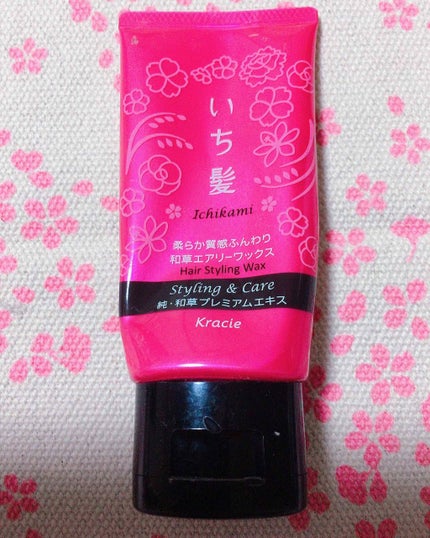 いち髪
Ichikami
柔らか質感ふんわり
和草エアリーワックス
Hair Styling Wax
Styling & Care
純・和草プレミアムエキス
Kracie